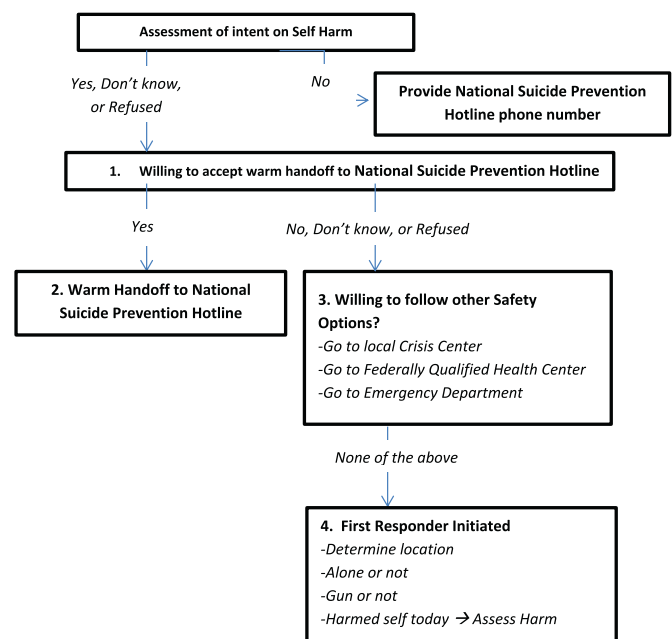 Assessment of intent on Self Harm
Yes, Don’t know,
or Refused
No
Provide National Suicide Prevention
Hotline phone number
1. Willing to accept warm handoff to National Suicide Prevention Hotline
Yes
No, Don’t know, or Refused
2. Warm Handoff to National
Suicide Prevention Hotline
3. Willing to follow other Safety
Options?
-Go to local Crisis Center
-Go to Federally Qualified Health Center
-Go to Emergency Department
None of the above
4. First Responder Initiated
-Determine location
-Alone or not
-Gun or not
-Harmed self today → Assess Harm